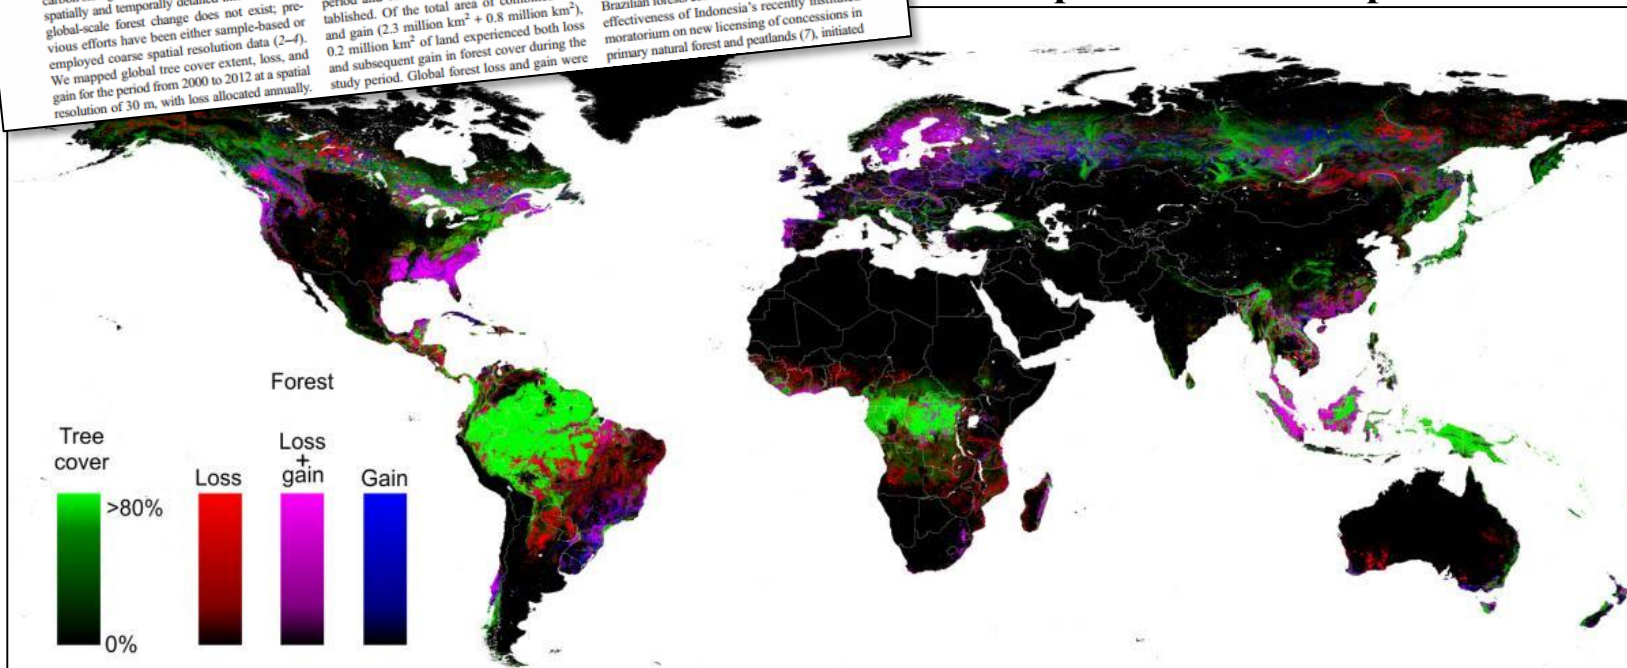 spatially and temporally detailed
global-scale forest change does not exist; pre-
vious efforts have been either sample-based or
employed coarse spatial resolution data (2–4).
We mapped global tree cover extent, loss, and
gain for the period from 2000 to 2012 at a spatial
resolution of 30 m, with loss allocated annually.
tablished. Of the total area of
and gain (2.3 million km² + 0.8 million km²),
0.2 million km² of land experienced both loss
and subsequent gain in forest cover during the
study period. Global forest loss and gain were
effectiveness of Indonesia's recently
moratorium on new licensing of concessions in
primary natural forest and peatlands (7), initiated
Forest
Tree
cover
>80%
0%
Loss
Loss
+
gain
Gain